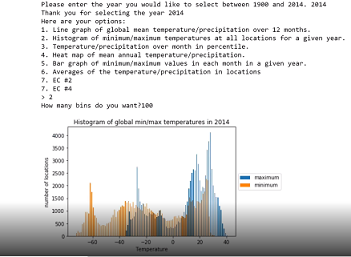 Please enter the year you would like to select between 1900 and 2014. 2014
Thank you for selecting the year 2014
Here are your options:
1. Line graph of global mean temperature/precipitation over 12 months.
2. Histogram of minimum/maximum temperatures at all locations for a given year.
3. Temperature/precipitation over month in percentile.
4. Heat map of mean annual temperature/precipitation.
5. Bar graph of minimum/maximum values in each month in a given year.
6. Averages of the temperature/precipitation in locations
7. EC #2
7. EC #4
> 2
How many bins do you want?100
Histogram of global min/max temperatures in 2014
4000
3500
3000
2500
2000
1500
1000
500
0
number of locations
maximum
minimum
−60 −40 −20 0 20 40
Temperature